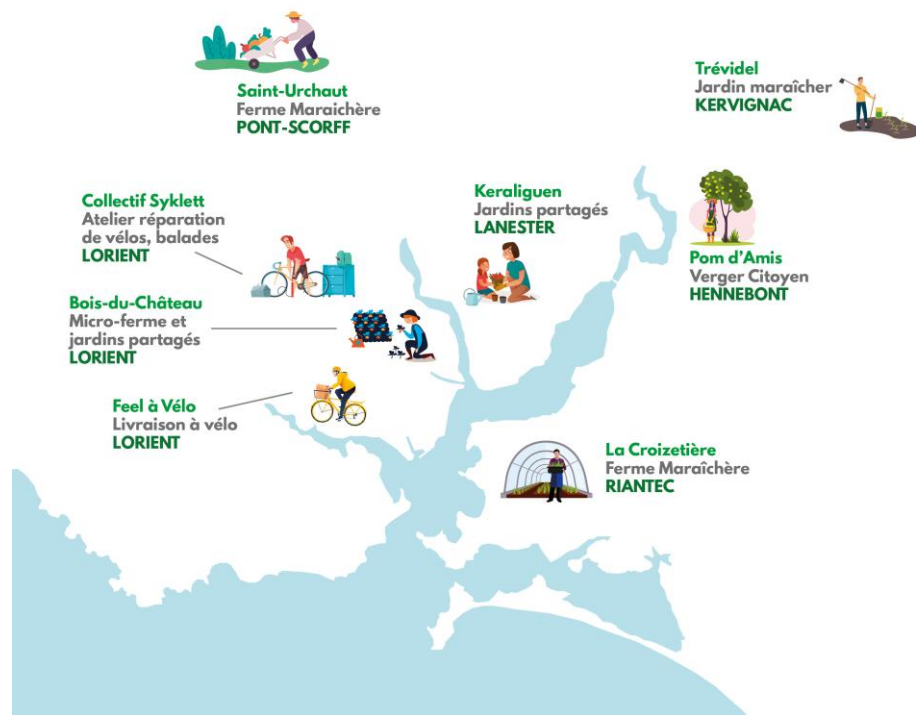 Saint-Urchaut
Ferme Maraichère
PONT-SCORFF
Trévidel
Jardin maraîcher
KERVIGNAC
Collectif Syklett
Atelier réparation
de vélos, balades
LORIENT
Keraliguen
Jardins partagés
LANESTER
Pom d'Amis
Verger Citoyen
HENNEBONT
Bois-du-Château
Micro-ferme et
jardins partagés
LORIENT
Feel à Vélo
Livraison à vélo
LORIENT
La Croizetière
Ferme Maraîchère
RIANTEC